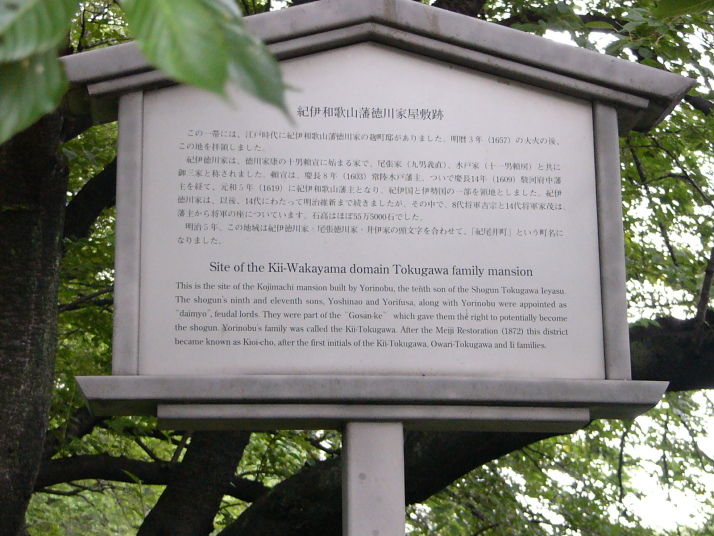 紀伊和歌山藩徳川家屋敷跡
この一帯には、江戸時代に紀伊和歌山藩徳川家の麹町邸がありました。明暦3年（1657）の大火の後、
この地を拝領しました。
紀伊徳川家は、徳川家康の十男頼宣に始まる家で、尾張家（九男義直）、水戸家（十一男頼房）と共に
御三家と称されました。頼宣は、慶長8年（1603）常陸水戸藩主、ついで慶長14年（1609）駿河府中藩
主を経て、元和5年（1619）に紀伊和歌山藩主となり、紀伊国と伊勢国の一部を領地としました。紀伊
徳川家は、以後、14代にわたって明治維新まで続きましたが、その中で、8代将軍吉宗と14代将軍家茂は、
藩主から将軍の座についています。石高はほぼ55万5000石でした。
明治5年、この地域は紀伊徳川家・尾張徳川家・井伊家の頭文字を合わせて、「紀尾井町」という町名に
なりました。
Site of the Kii-Wakayama domain Tokugawa family mansion
This is the site of the Kojimachi mansion built by Yorinobu, the tenth son of the Shogun Tokugawa Ieyasu.
The shogun's ninth and eleventh sons, Yoshinao and Yorifusa, along with Yorinobu were appointed as
"daimyo", feudal lords. They were part of the "Gosan-ke" which gave them the right to potentially become
the shogun. Yorinobu's family was called the Kii-Tokugawa. After the Meiji Restoration (1872) this district
became known as Kioi-cho, after the first initials of the Kii-Tokugawa, Owari-Tokugawa and Ii families.